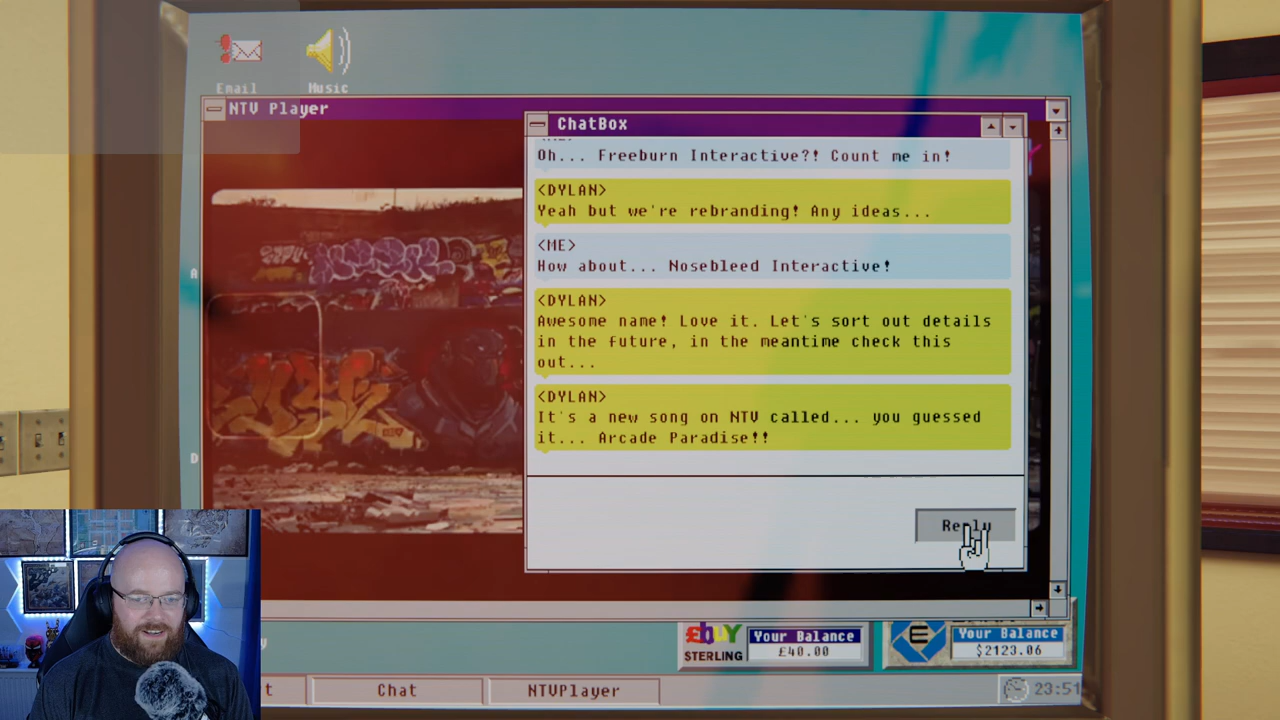 Email
Music
NTV Player
ChatBox
Oh... Freeburn Interactive?! Count me in!
<DYLAN>
Yeah but we're rebranding! Any ideas...
<ME>
How about... Nosebleed Interactive!
<DYLAN>
Awesome name! Love it. Let's sort out details
in the future, in the meantime check this
out...
<DYLAN>
It's a new song on NTV called... you guessed
it... Arcade Paradise!!
Reply
£buY
STERLING
Your Balance
£40.00
E
Your Balance
$2123.06
t
Chat
NTVPlayer
23:51